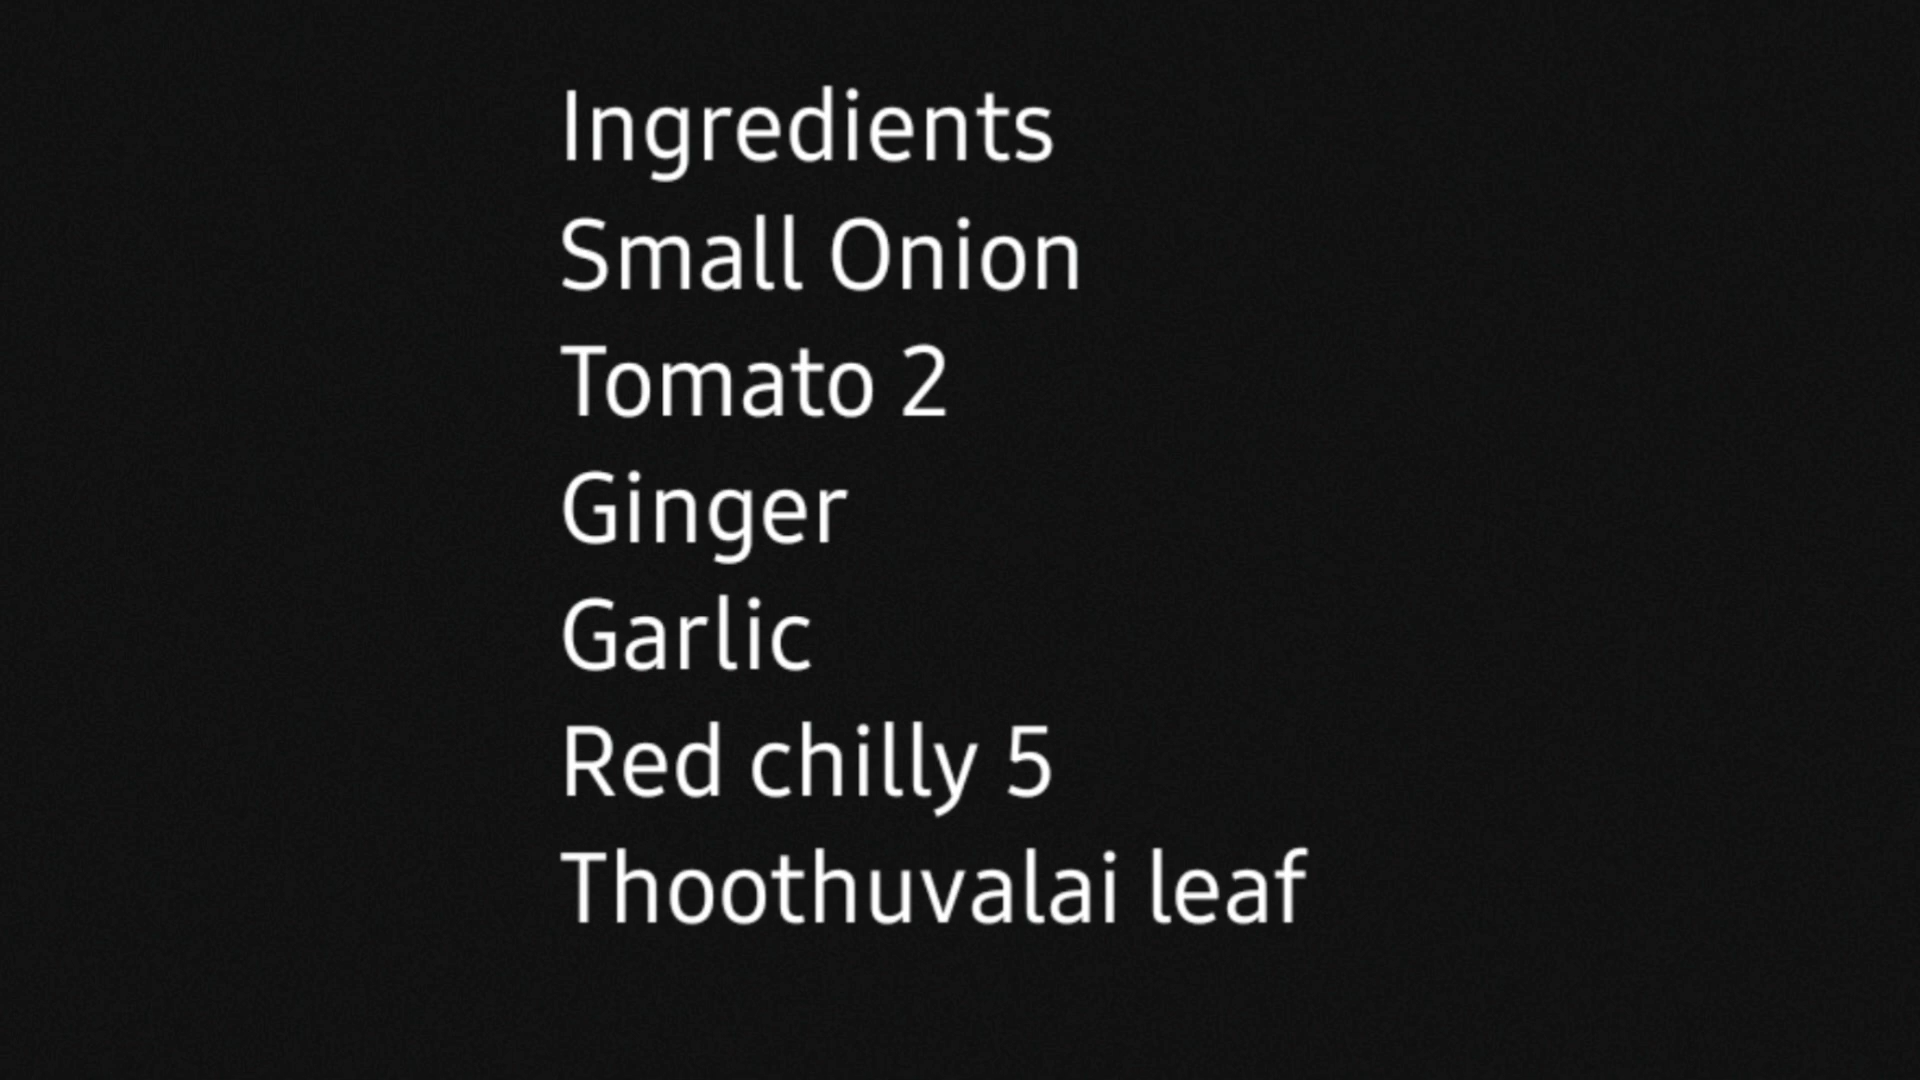 Ingredients
Small Onion
Tomato 2
Ginger
Garlic
Red chilly 5
Thoothuvalai leaf